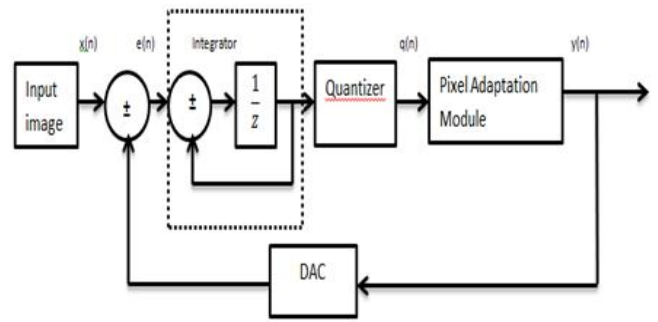 x(n)
e(n)
Integrator
q(n)
y(n)
Input
image
±
±
1
z
Quantizer
Pixel Adaptation
Module
DAC